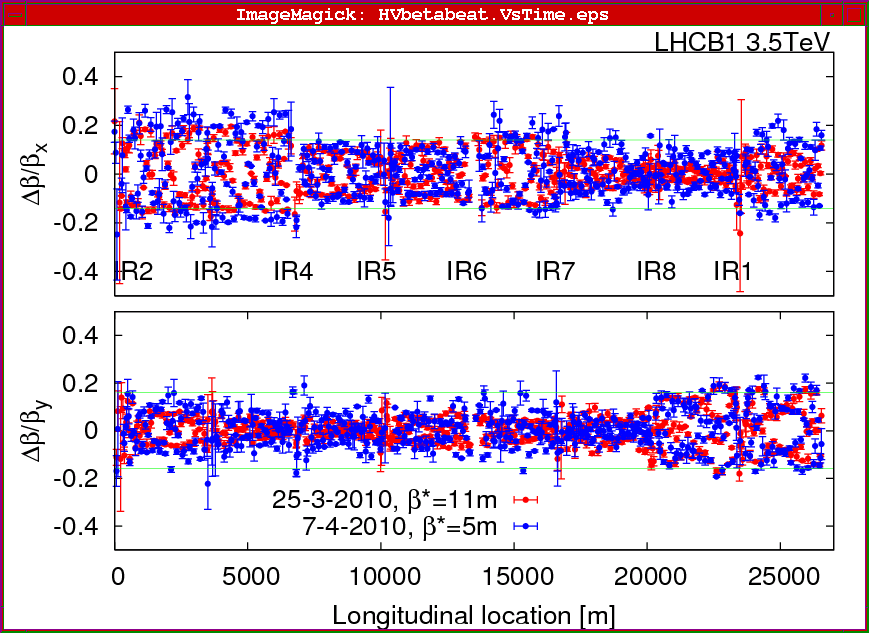 ImageMagick: HVbetabeat.VsTime.eps
LHCB1 3.5TeV
0.4
0.2
0
-0.2
-0.4
Δβ/βx
IR2 IR3 IR4 IR5 IR6 IR7 IR8 IR1
0.4
0.2
0
-0.2
-0.4
Δβ/βy
25-3-2010, β*=11m
7-4-2010, β*=5m
0 5000 10000 15000 20000 25000
Longitudinal location [m]